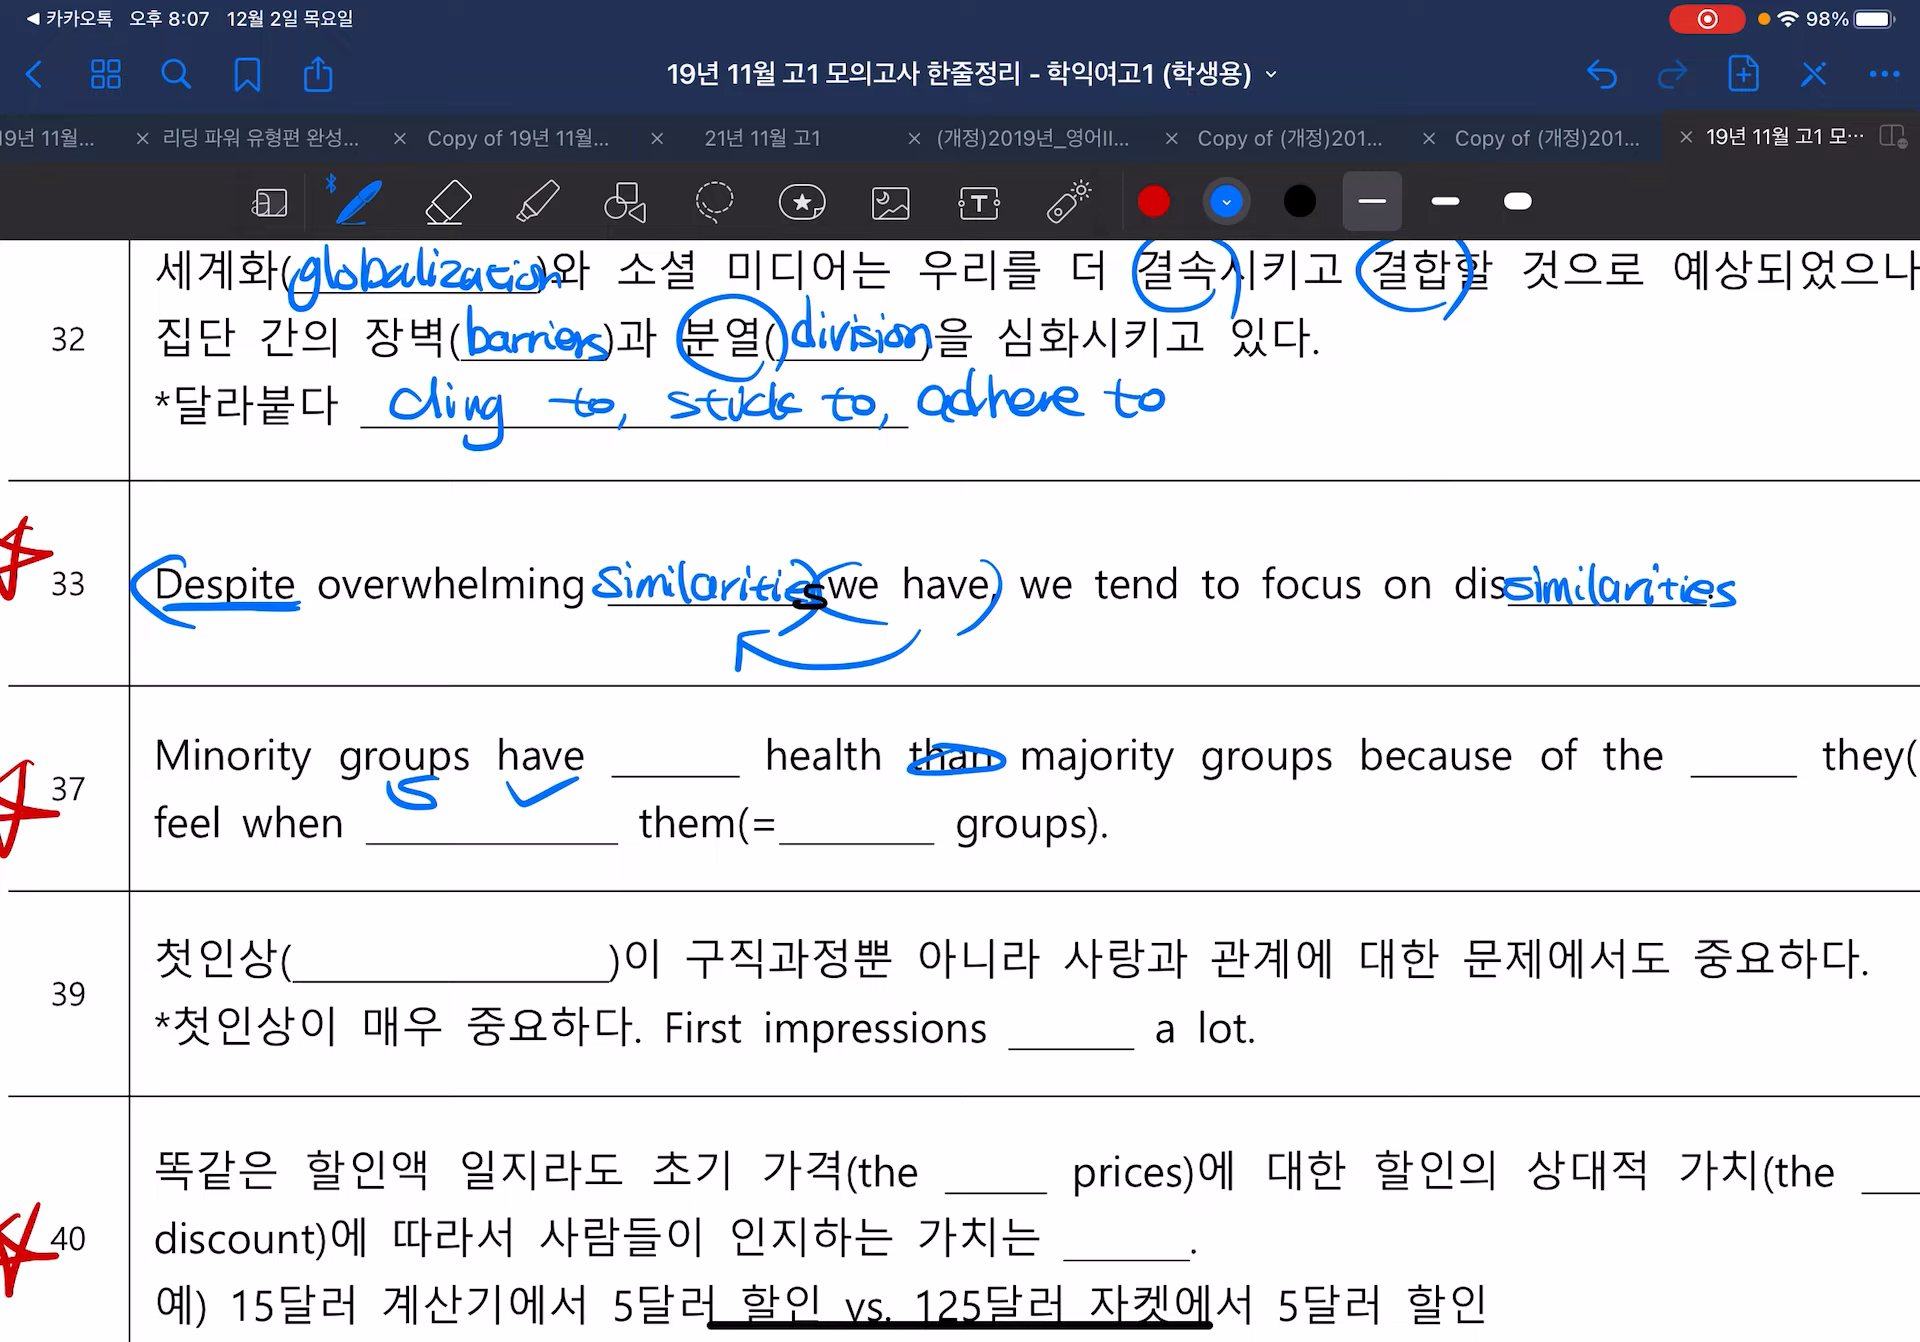 ◀ 카카오톡 오후 8:07 12월 2일 목요일 98%
19년 11월 고1 모의고사 한줄정리 - 학익여고1 (학생용)
19년 11월... × 리딩 파워 유형편 완성... × Copy of 19년 11월... × 21년 11월 고1 × (개정)2019년_영어II... × Copy of (개정)201... × Copy of (개정)201... × 19년 11월 고1 모...
세계화(globalization)와 소셜 미디어는 우리를 더 결속시키고 결합할 것으로 예상되었으나
32 집단 간의 장벽(barriers)과 분열(division)을 심화시키고 있다.
*달라붙다 cling to, stick to, adhere to
33 Despite overwhelming similarities we have, we tend to focus on dissimilarities.
Minority groups have ______ health than majority groups because of the _____ they(
S
37
feel when ____________ them(=_______ groups).
첫인상(_______________)이 구직과정뿐 아니라 사랑과 관계에 대한 문제에서도 중요하다.
39
*첫인상이 매우 중요하다. First impressions ______ a lot.
똑같은 할인액 일지라도 초기 가격(the _____ prices)에 대한 할인의 상대적 가치(the ___
40 discount)에 따라서 사람들이 인지하는 가치는 ______.
예) 15달러 계산기에서 5달러 할인 vs. 125달러 자켓에서 5달러 할인